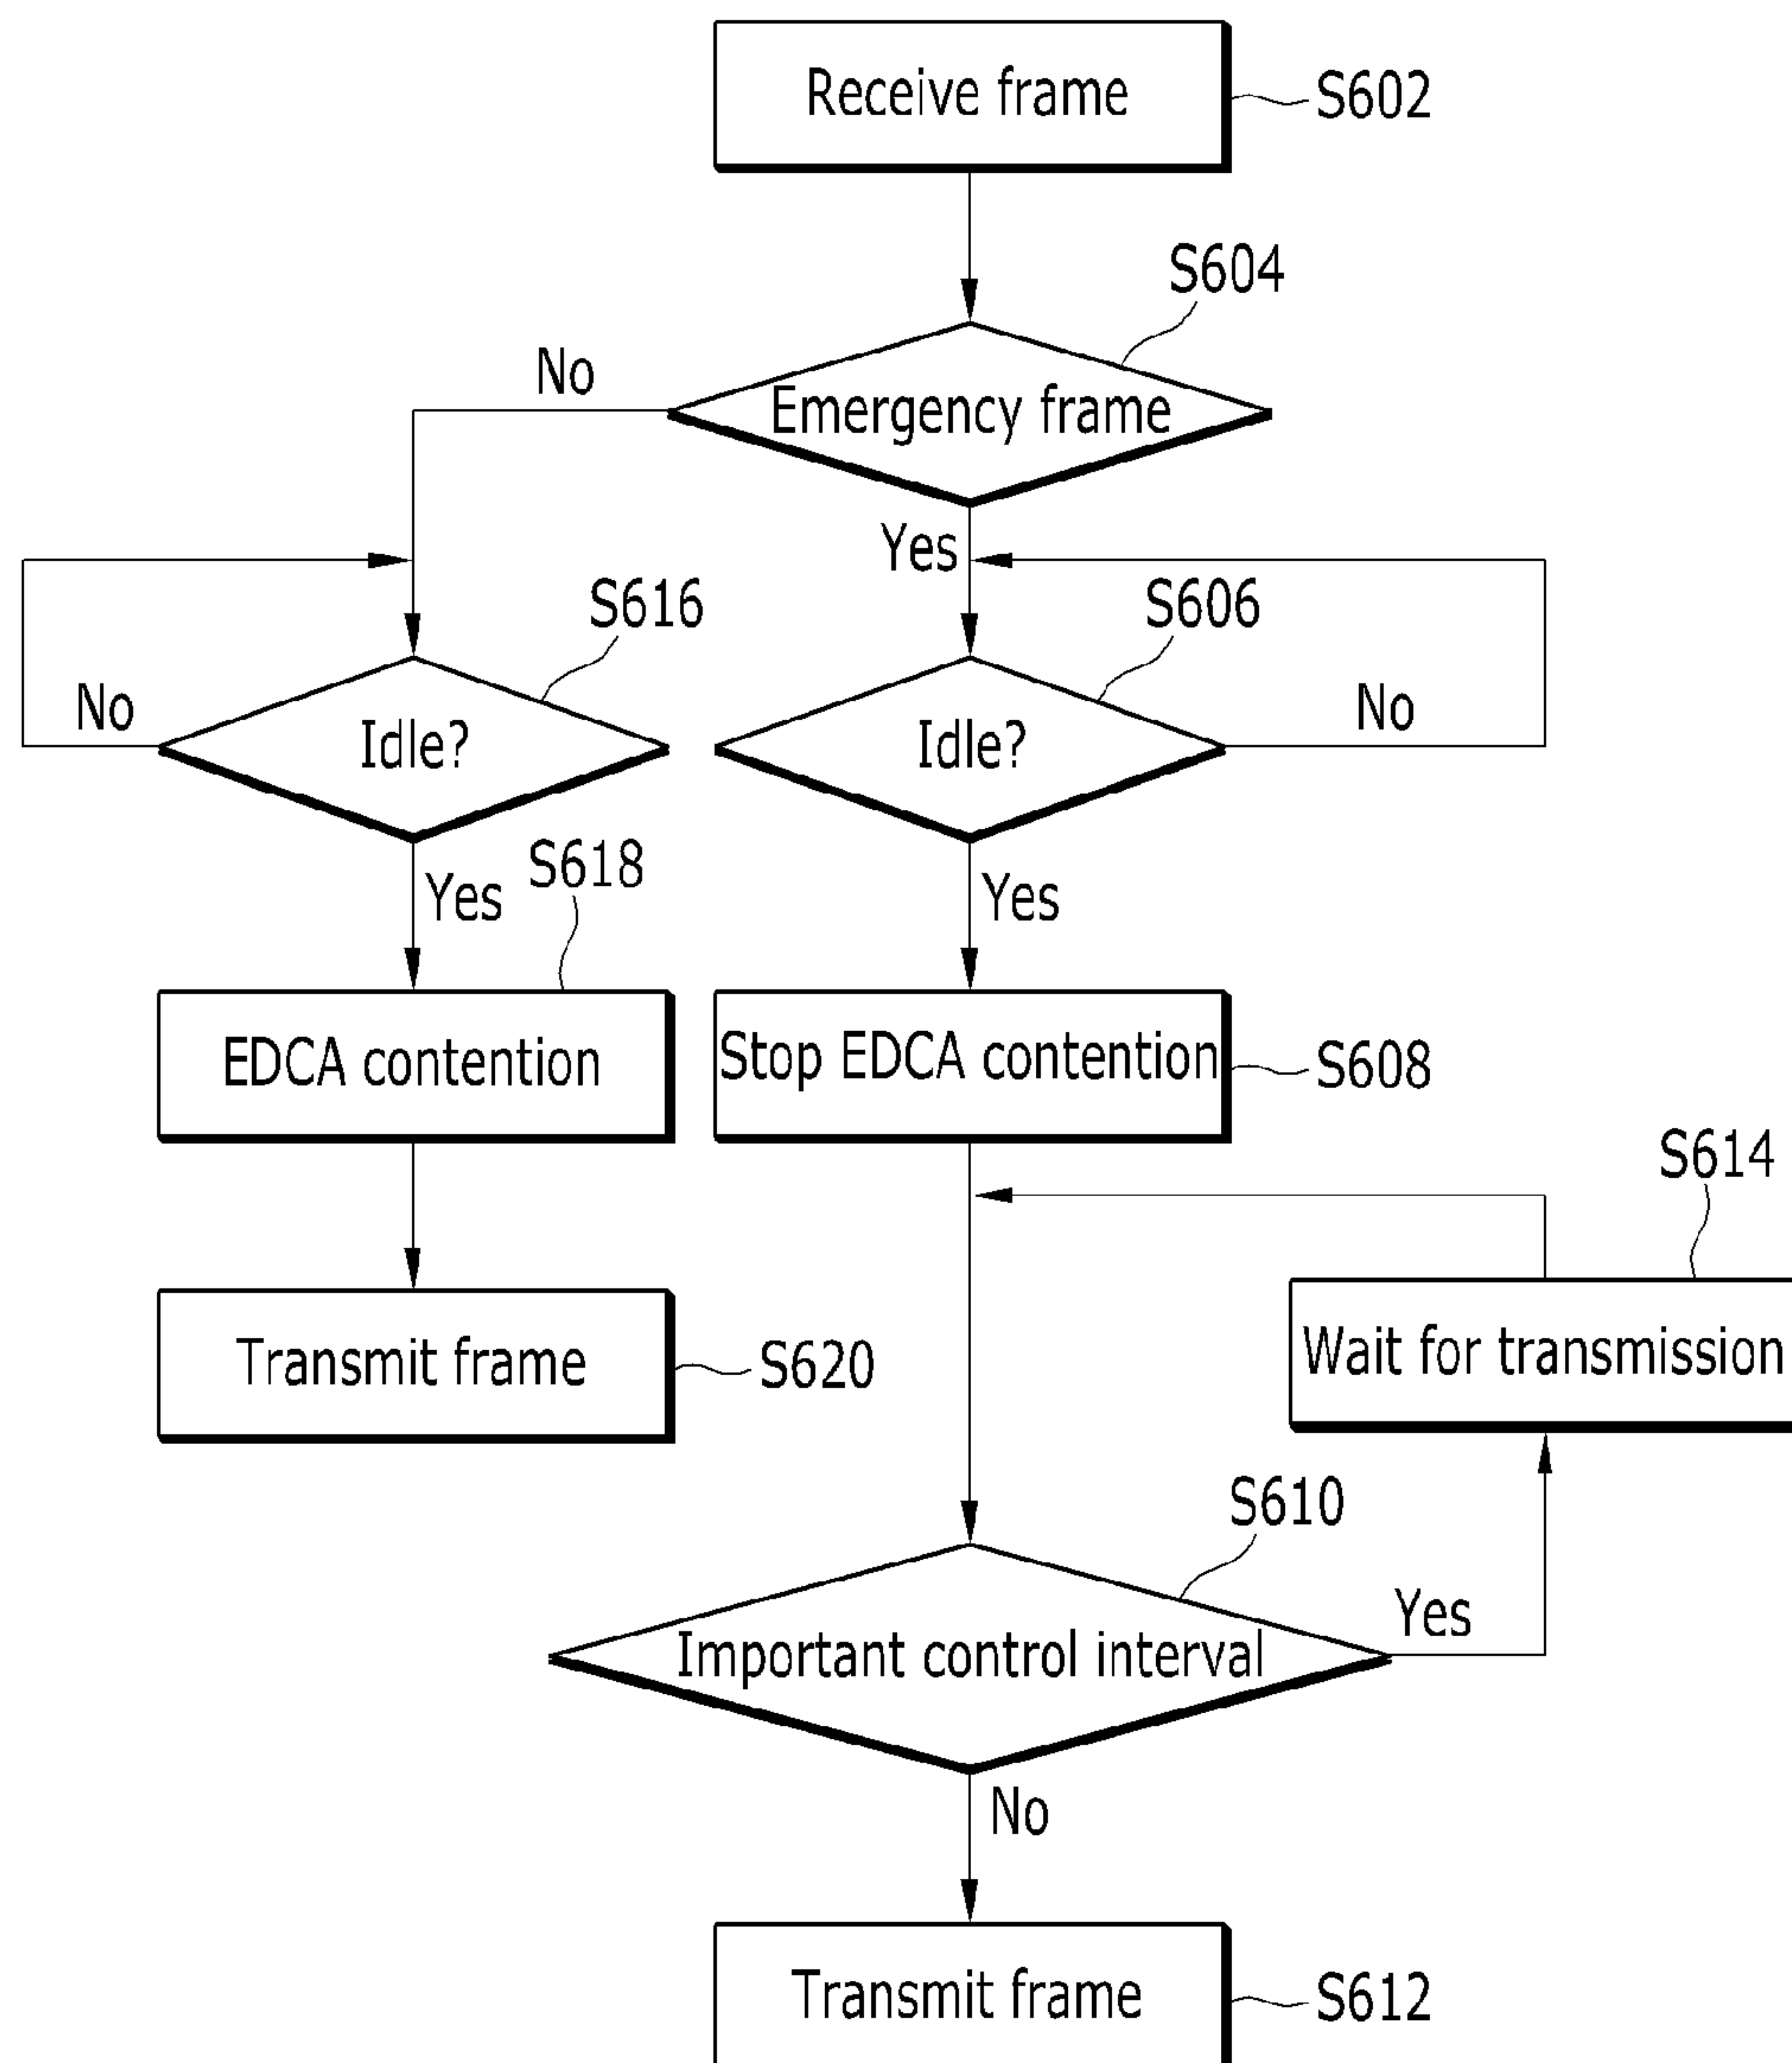 Receive frame
S602
S604
No
Emergency frame
Yes
S616
S606
No
Idle?
Idle?
No
S618
Yes
Yes
EDCA contention
Stop EDCA contention
S608
S614
Transmit frame
S620
Wait for transmission
S610
Yes
Important control interval
No
Transmit frame
S612